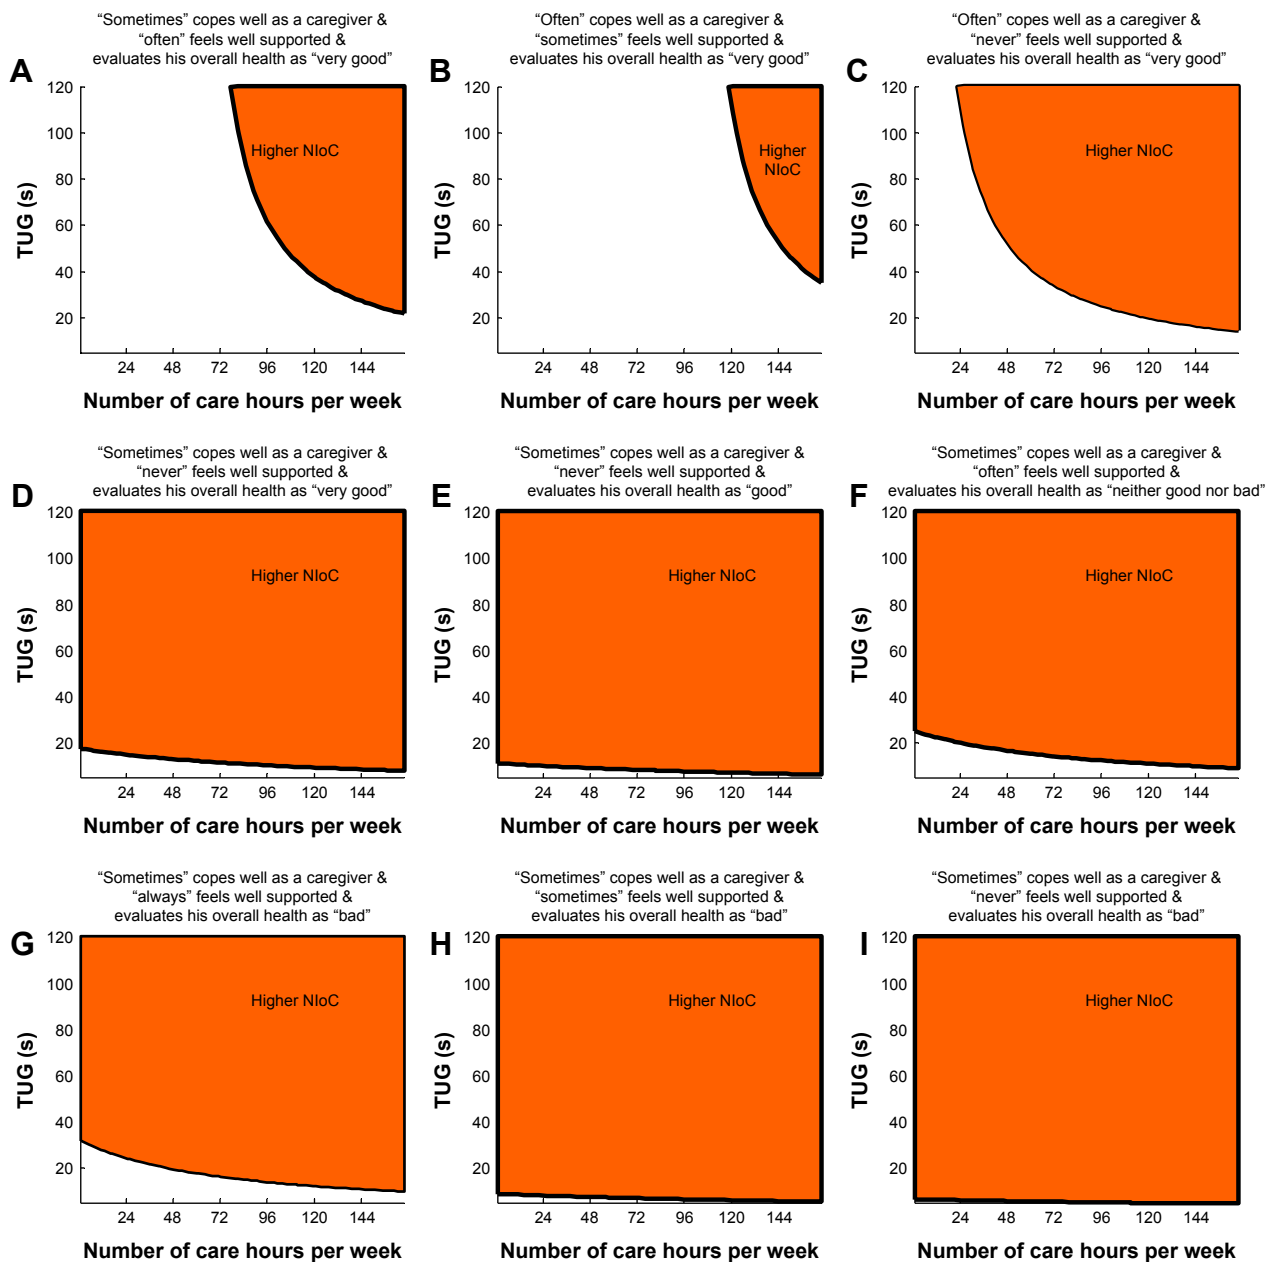 “Sometimes” copes well as a caregiver &
“often” feels well supported &
evaluates his overall health as “very good”
A
120
100
80
60
40
20
TUG (s)
Higher NIoC
24 48 72 96 120 144
Number of care hours per week
“Often” copes well as a caregiver &
“sometimes” feels well supported &
evaluates his overall health as “very good”
B
120
100
80
60
40
20
TUG (s)
Higher
NIoC
24 48 72 96 120 144
Number of care hours per week
“Often” copes well as a caregiver &
“never” feels well supported &
evaluates his overall health as “very good”
C
120
100
80
60
40
20
TUG (s)
Higher NIoC
24 48 72 96 120 144
Number of care hours per week
“Sometimes” copes well as a caregiver &
“never” feels well supported &
evaluates his overall health as “very good”
D
120
100
80
60
40
20
TUG (s)
Higher NIoC
24 48 72 96 120 144
Number of care hours per week
“Sometimes” copes well as a caregiver &
“never” feels well supported &
evaluates his overall health as “good”
E
120
100
80
60
40
20
TUG (s)
Higher NIoC
24 48 72 96 120 144
Number of care hours per week
“Sometimes” copes well as a caregiver &
“often” feels well supported &
evaluates his overall health as “neither good nor bad”
F
120
100
80
60
40
20
TUG (s)
Higher NIoC
24 48 72 96 120 144
Number of care hours per week
“Sometimes” copes well as a caregiver &
“always” feels well supported &
evaluates his overall health as “bad”
G
120
100
80
60
40
20
TUG (s)
Higher NIoC
24 48 72 96 120 144
Number of care hours per week
“Sometimes” copes well as a caregiver &
“sometimes” feels well supported &
evaluates his overall health as “bad”
H
120
100
80
60
40
20
TUG (s)
Higher NIoC
24 48 72 96 120 144
Number of care hours per week
“Sometimes” copes well as a caregiver &
“never” feels well supported &
evaluates his overall health as “bad”
I
120
100
80
60
40
20
TUG (s)
Higher NIoC
24 48 72 96 120 144
Number of care hours per week